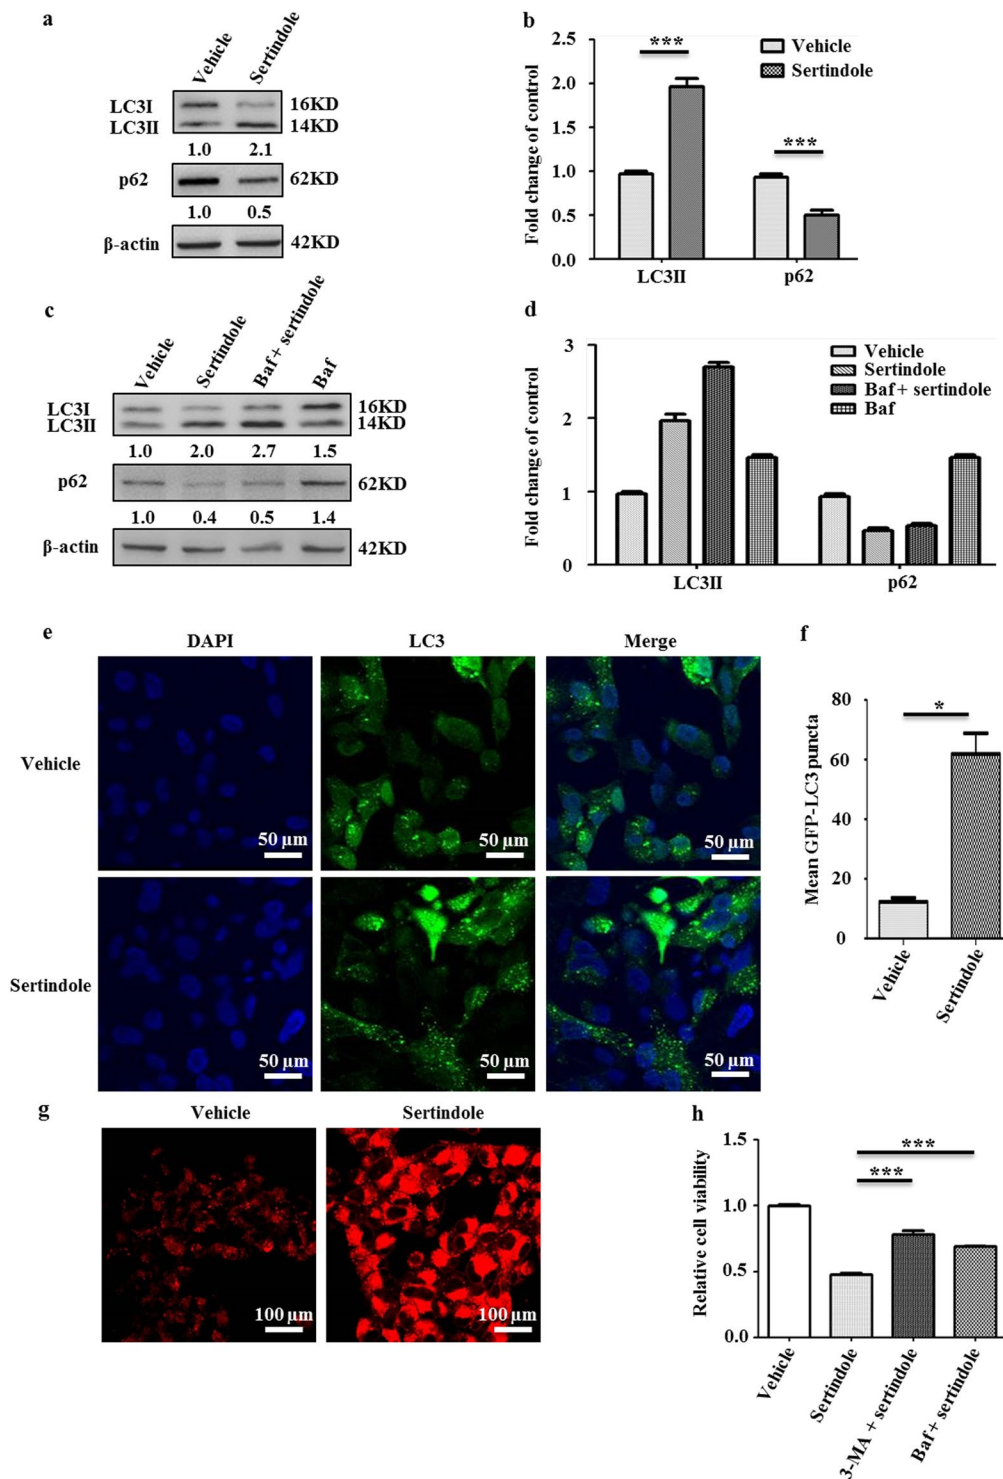 a
Vehicle
Sertindole
LC3I
16KD
LC3II
14KD
1.0 2.1
p62
62KD
1.0 0.5
β-actin
42KD
b
Fold change of control
2.5
2.0
1.5
1.0
0.5
0.0
***
***
Vehicle
Sertindole
LC3II
p62
c
Vehicle
Sertindole
Baf + sertindole
Baf
LC3I
16KD
LC3II
14KD
1.0 2.0 2.7 1.5
p62
62KD
1.0 0.4 0.5 1.4
β-actin
42KD
d
Fold change of control
3
2
1
0
Vehicle
Sertindole
Baf + sertindole
Baf
LC3II
p62
e
DAPI
LC3
Merge
Vehicle
50 µm
50 µm
50 µm
Sertindole
50 µm
50 µm
50 µm
f
Mean GFP-LC3 puncta
80
60
40
20
0
*
Vehicle
Sertindole
g
Vehicle
Sertindole
100 µm
100 µm
h
Relative cell viability
1.5
1.0
0.5
0.0
***
***
Vehicle
Sertindole
3-MA + sertindole
Baf + sertindole